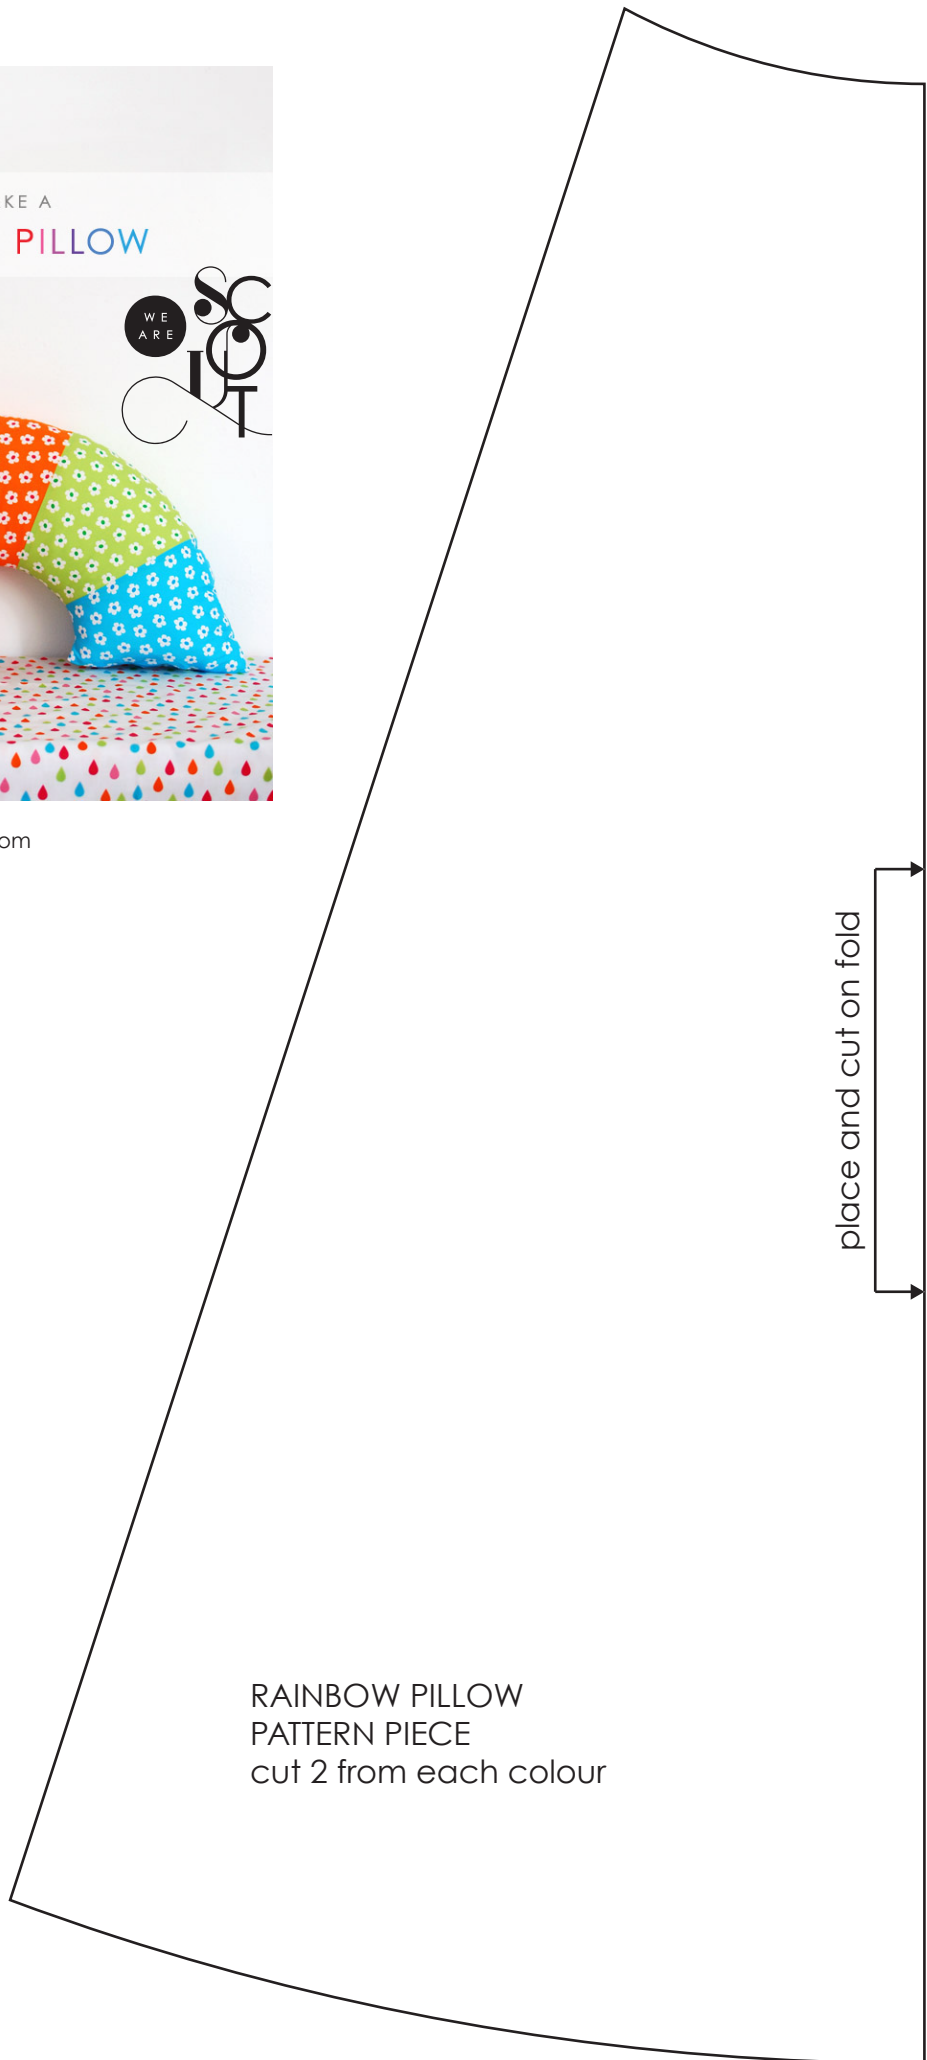 KE A
PILLOW
WE
ARE
SCOUT
om
place and cut on fold
RAINBOW PILLOW
PATTERN PIECE
cut 2 from each colour